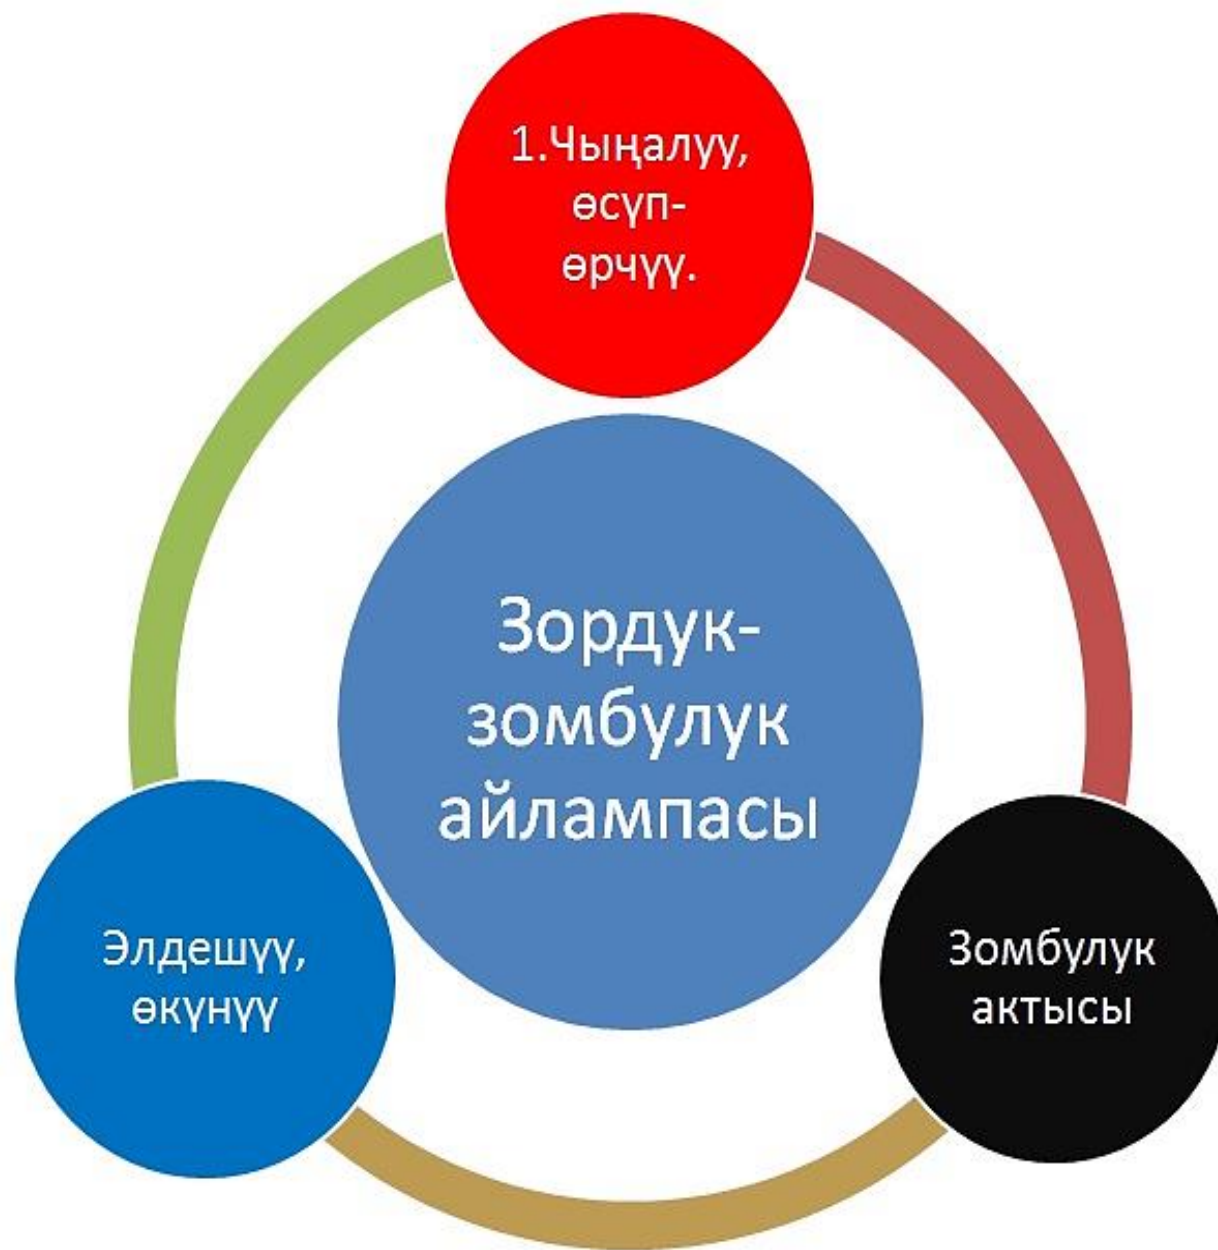 1.Чыңалуу,
өсүп-
өрчүү.
Зордук-
зомбулук
айлампасы
Элдешүү,
өкүнүү
Зомбулук
актысы